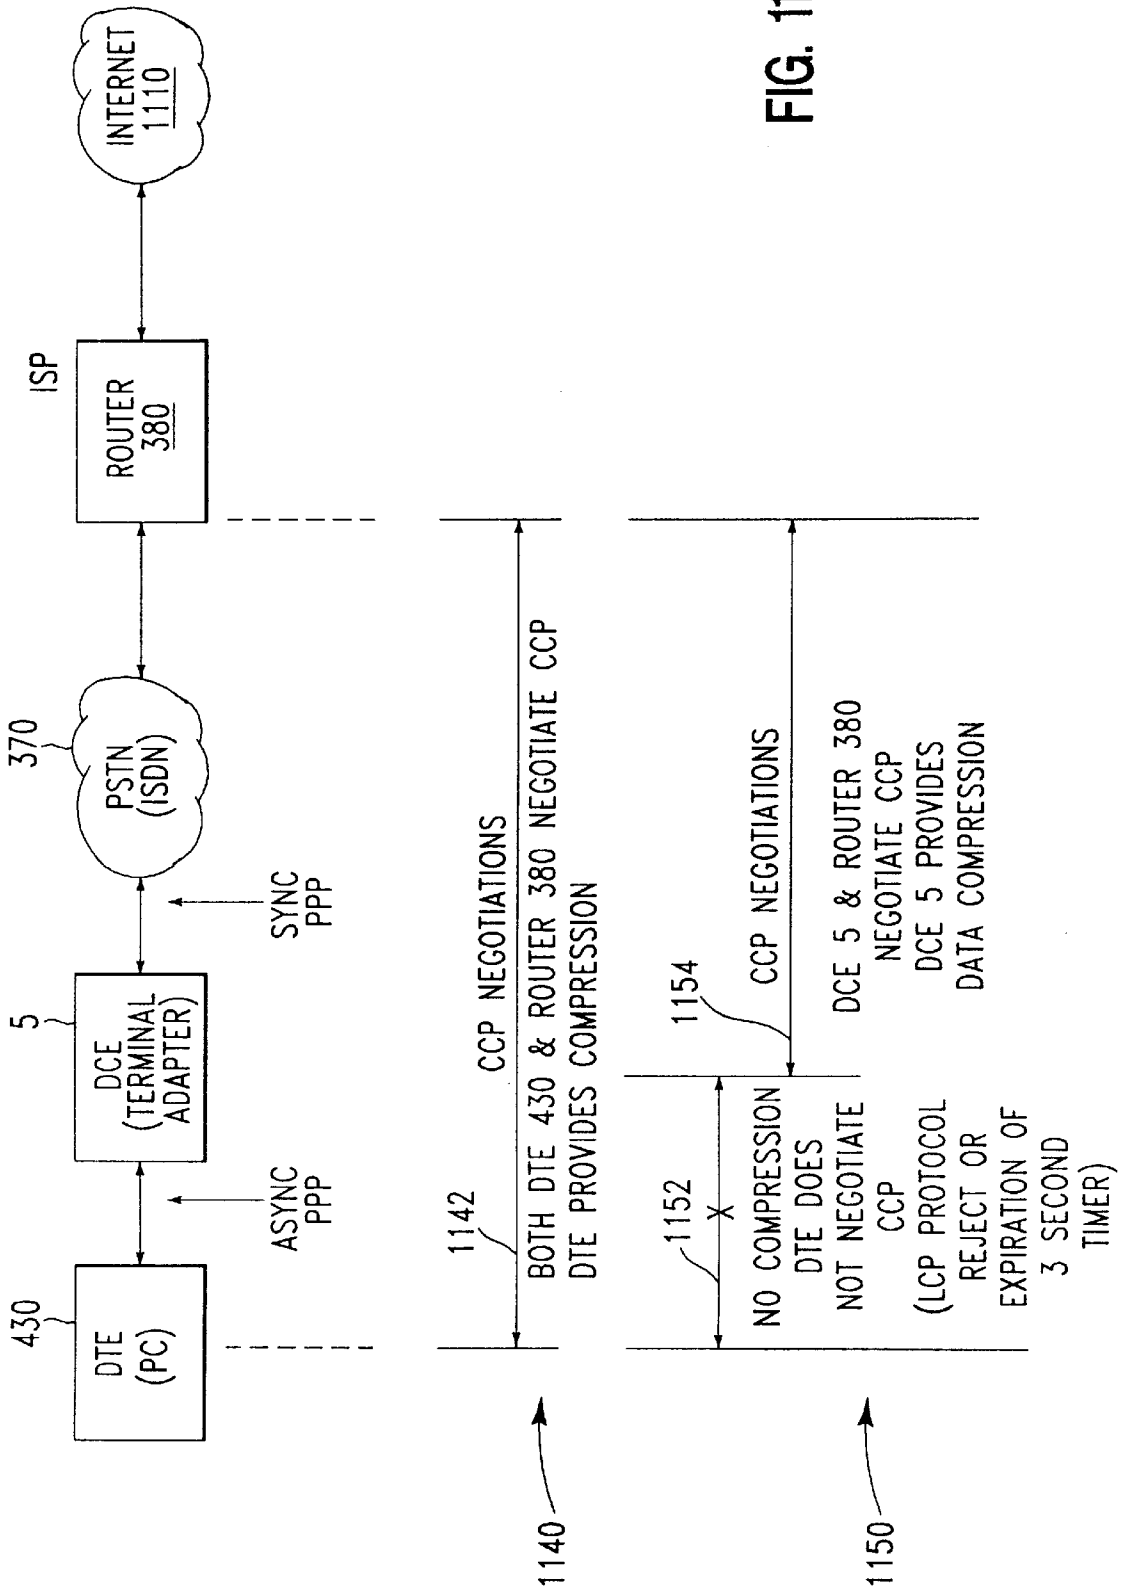 430
DTE
(PC)
ASYNC
PPP
5
DCE
(TERMINAL
ADAPTER)
SYNC
PPP
370
PSTN
(ISDN)
ISP
ROUTER
380
INTERNET
1110
1140
1142
CCP NEGOTIATIONS
BOTH DTE 430 & ROUTER 380 NEGOTIATE CCP
DTE PROVIDES COMPRESSION
1150
1152
X
NO COMPRESSION
DTE DOES
NOT NEGOTIATE
CCP
(LCP PROTOCOL
REJECT OR
EXPIRATION OF
3 SECOND
TIMER)
1154
CCP NEGOTIATIONS
DCE 5 & ROUTER 380
NEGOTIATE CCP
DCE 5 PROVIDES
DATA COMPRESSION
FIG.